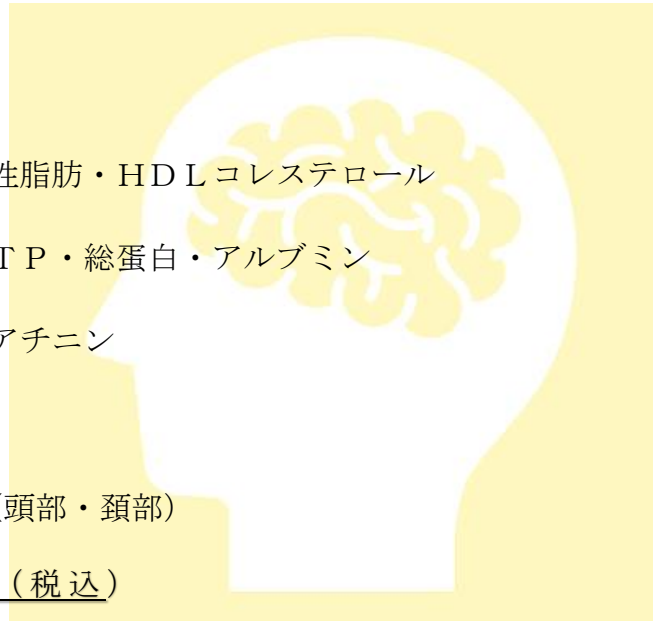 性脂肪・ＨＤＬコレステロール
ＴＰ・総蛋白・アルブミン
アチニン
（頭部・頚部）
（税込）